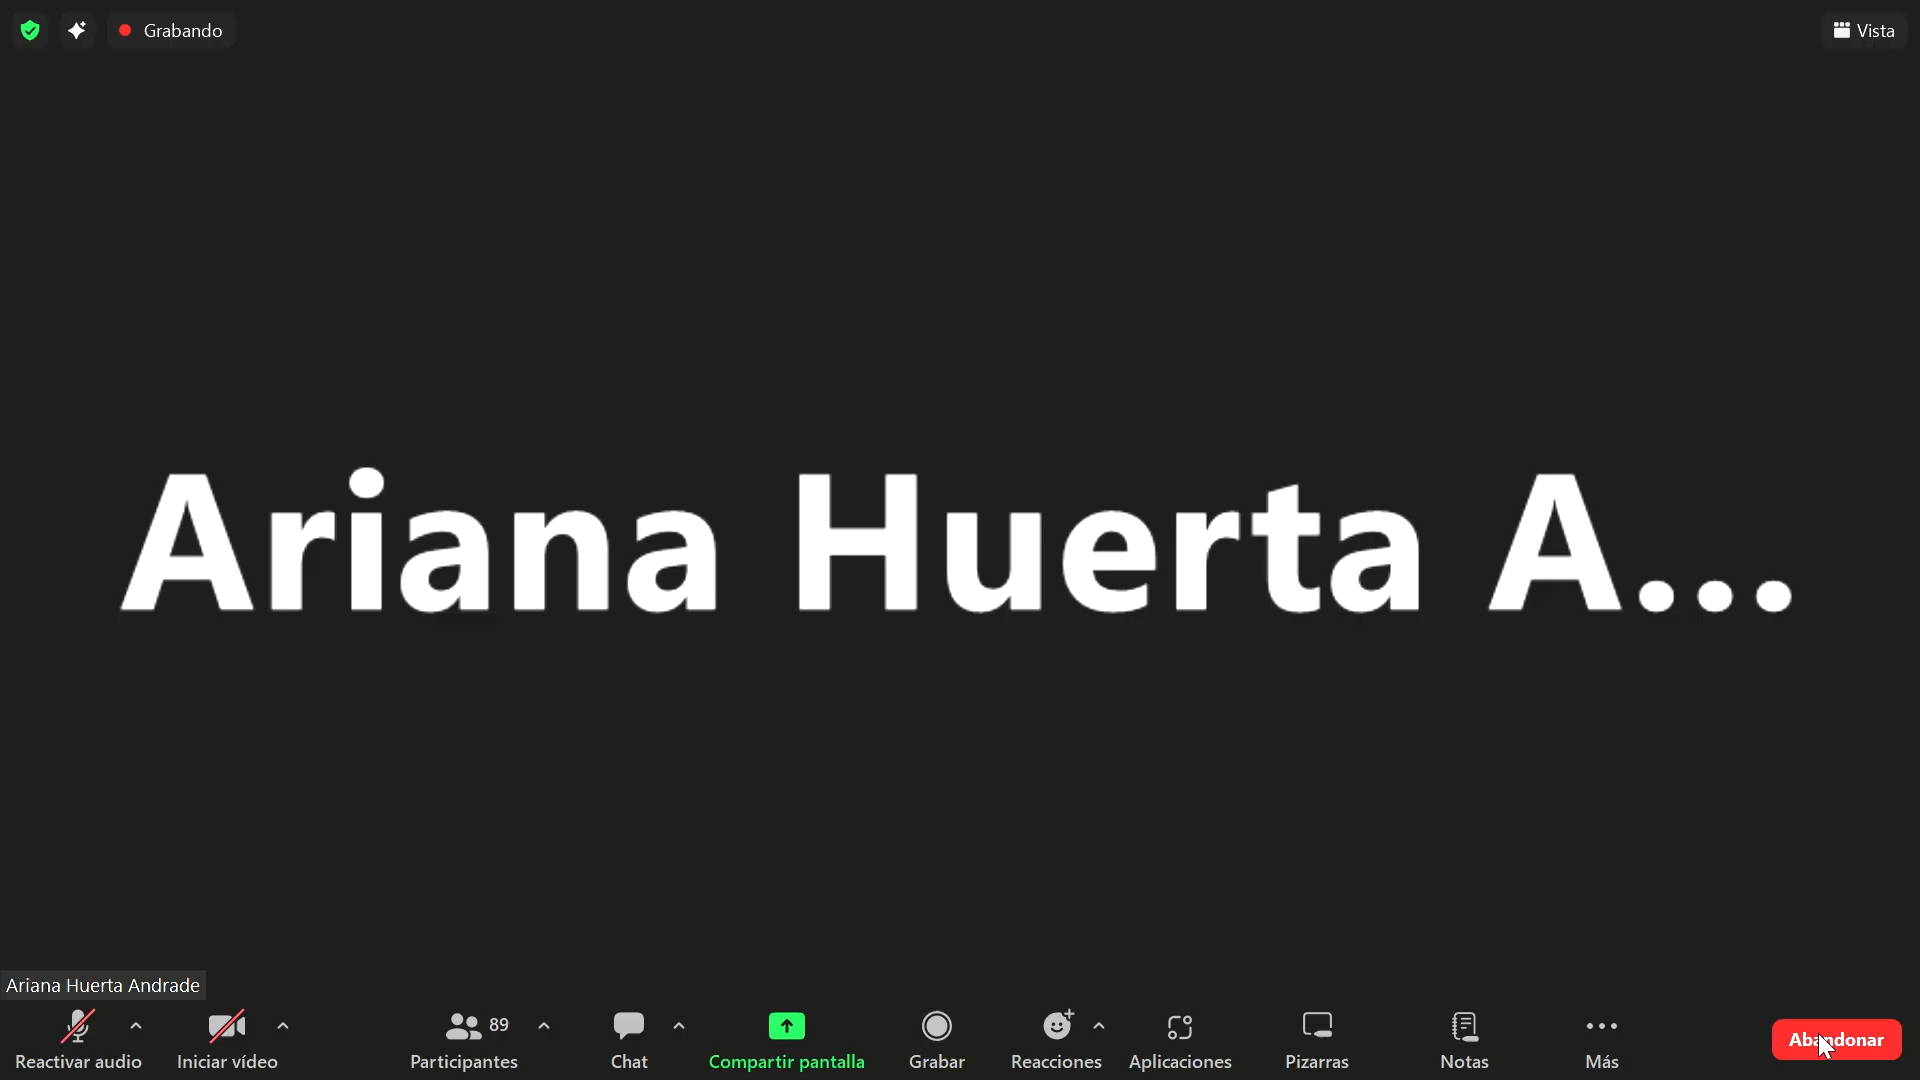 Grabando
Vista
Ariana Huerta A...
Ariana Huerta Andrade
89
Reactivar audio
Iniciar vídeo
Participantes
Chat
Compartir pantalla
Grabar
Reacciones
Aplicaciones
Pizarras
Notas
Más
Abandonar